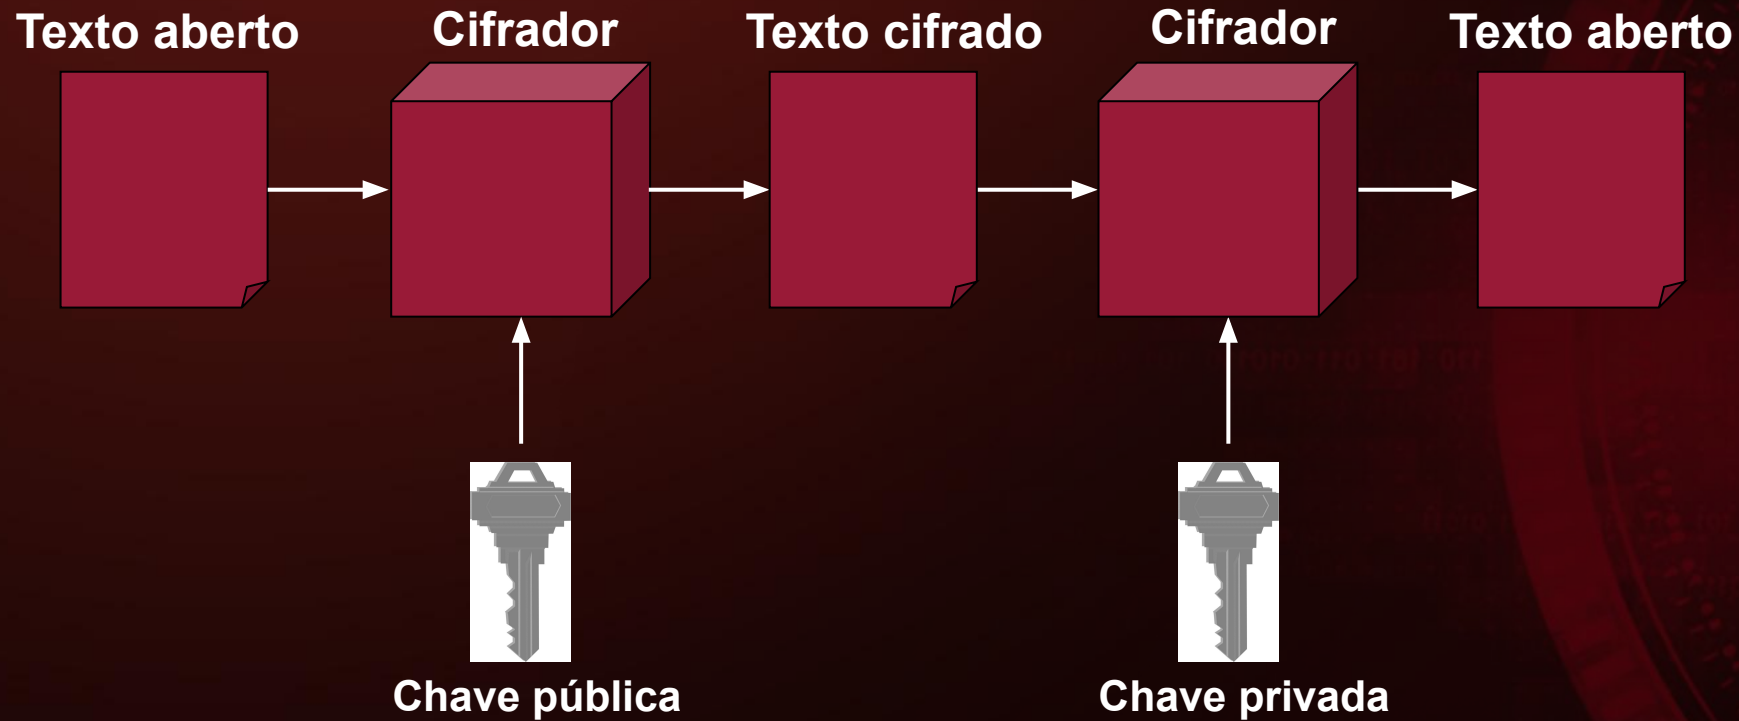 Texto aberto
Cifrador
Texto cifrado
Cifrador
Texto aberto
Chave pública
Chave privada